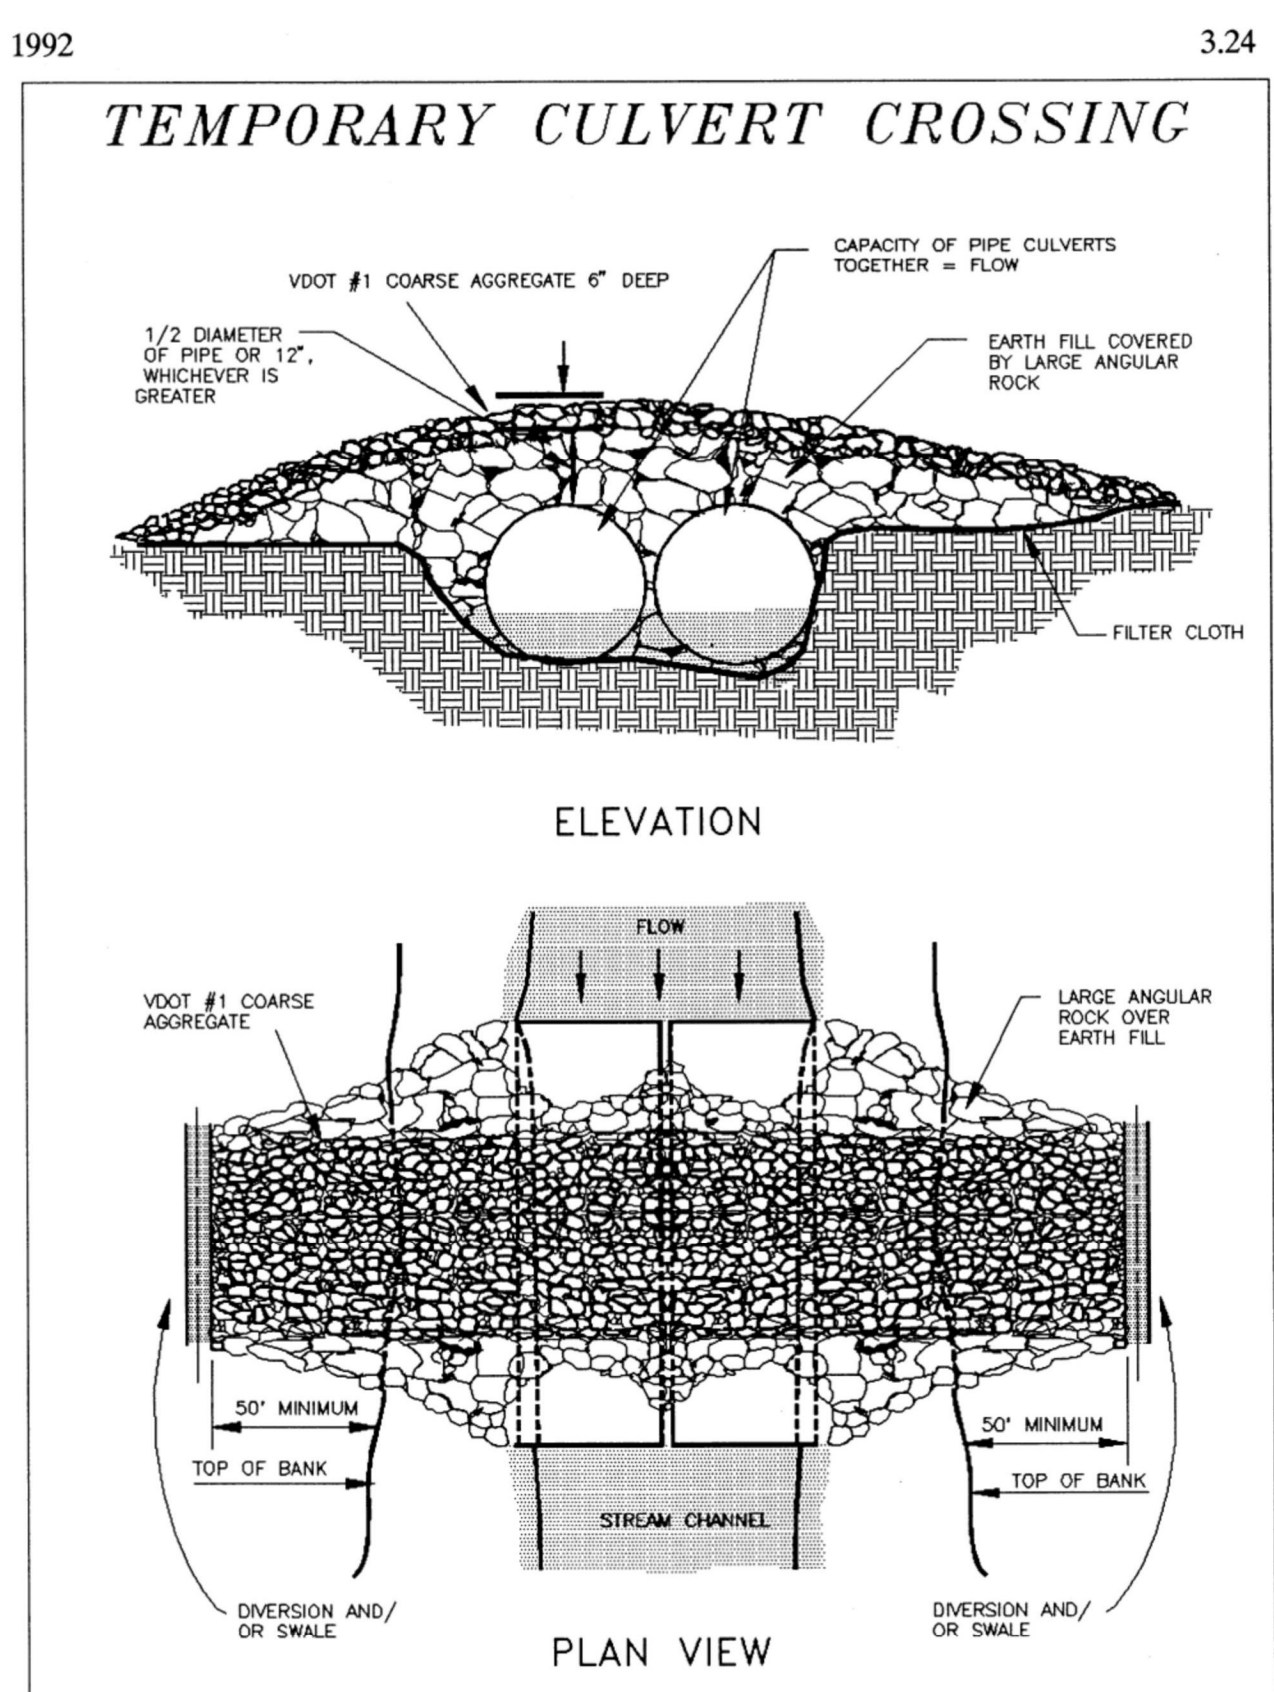 1992
3.24
TEMPORARY CULVERT CROSSING
CAPACITY OF PIPE CULVERTS
TOGETHER = FLOW
VDOT #1 COARSE AGGREGATE 6" DEEP
1/2 DIAMETER
OF PIPE OR 12",
WHICHEVER IS
GREATER
EARTH FILL COVERED
BY LARGE ANGULAR
ROCK
FILTER CLOTH
ELEVATION
FLOW
VDOT #1 COARSE
AGGREGATE
LARGE ANGULAR
ROCK OVER
EARTH FILL
50' MINIMUM
50' MINIMUM
TOP OF BANK
TOP OF BANK
STREAM CHANNEL
DIVERSION AND/
OR SWALE
DIVERSION AND/
OR SWALE
PLAN VIEW